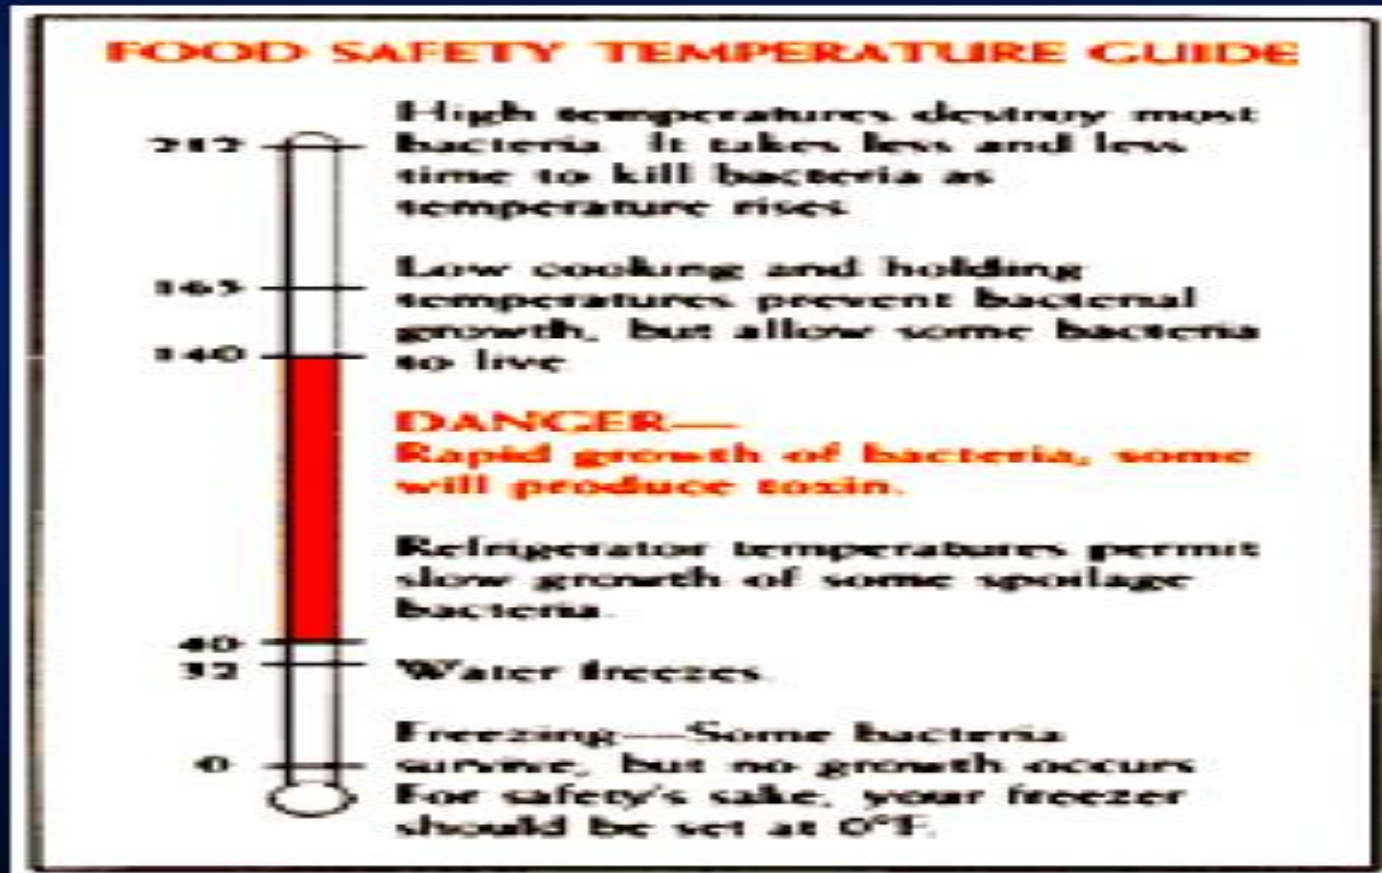 FOOD SAFETY TEMPERATURE GUIDE
212
High temperatures destroy most
bacteria. It takes less and less
time to kill bacteria as
temperature rises
165
Low cooking and holding
temperatures prevent bacterial
growth, but allow some bacteria
to live
140
DANGER—
Rapid growth of bacteria, some
will produce toxin.
Refrigerator temperatures permit
slow growth of some spoilage
bacteria.
40
32
Water freezes.
0
Freezing—Some bacteria
survive, but no growth occurs
For safety's sake, your freezer
should be set at 0°F.